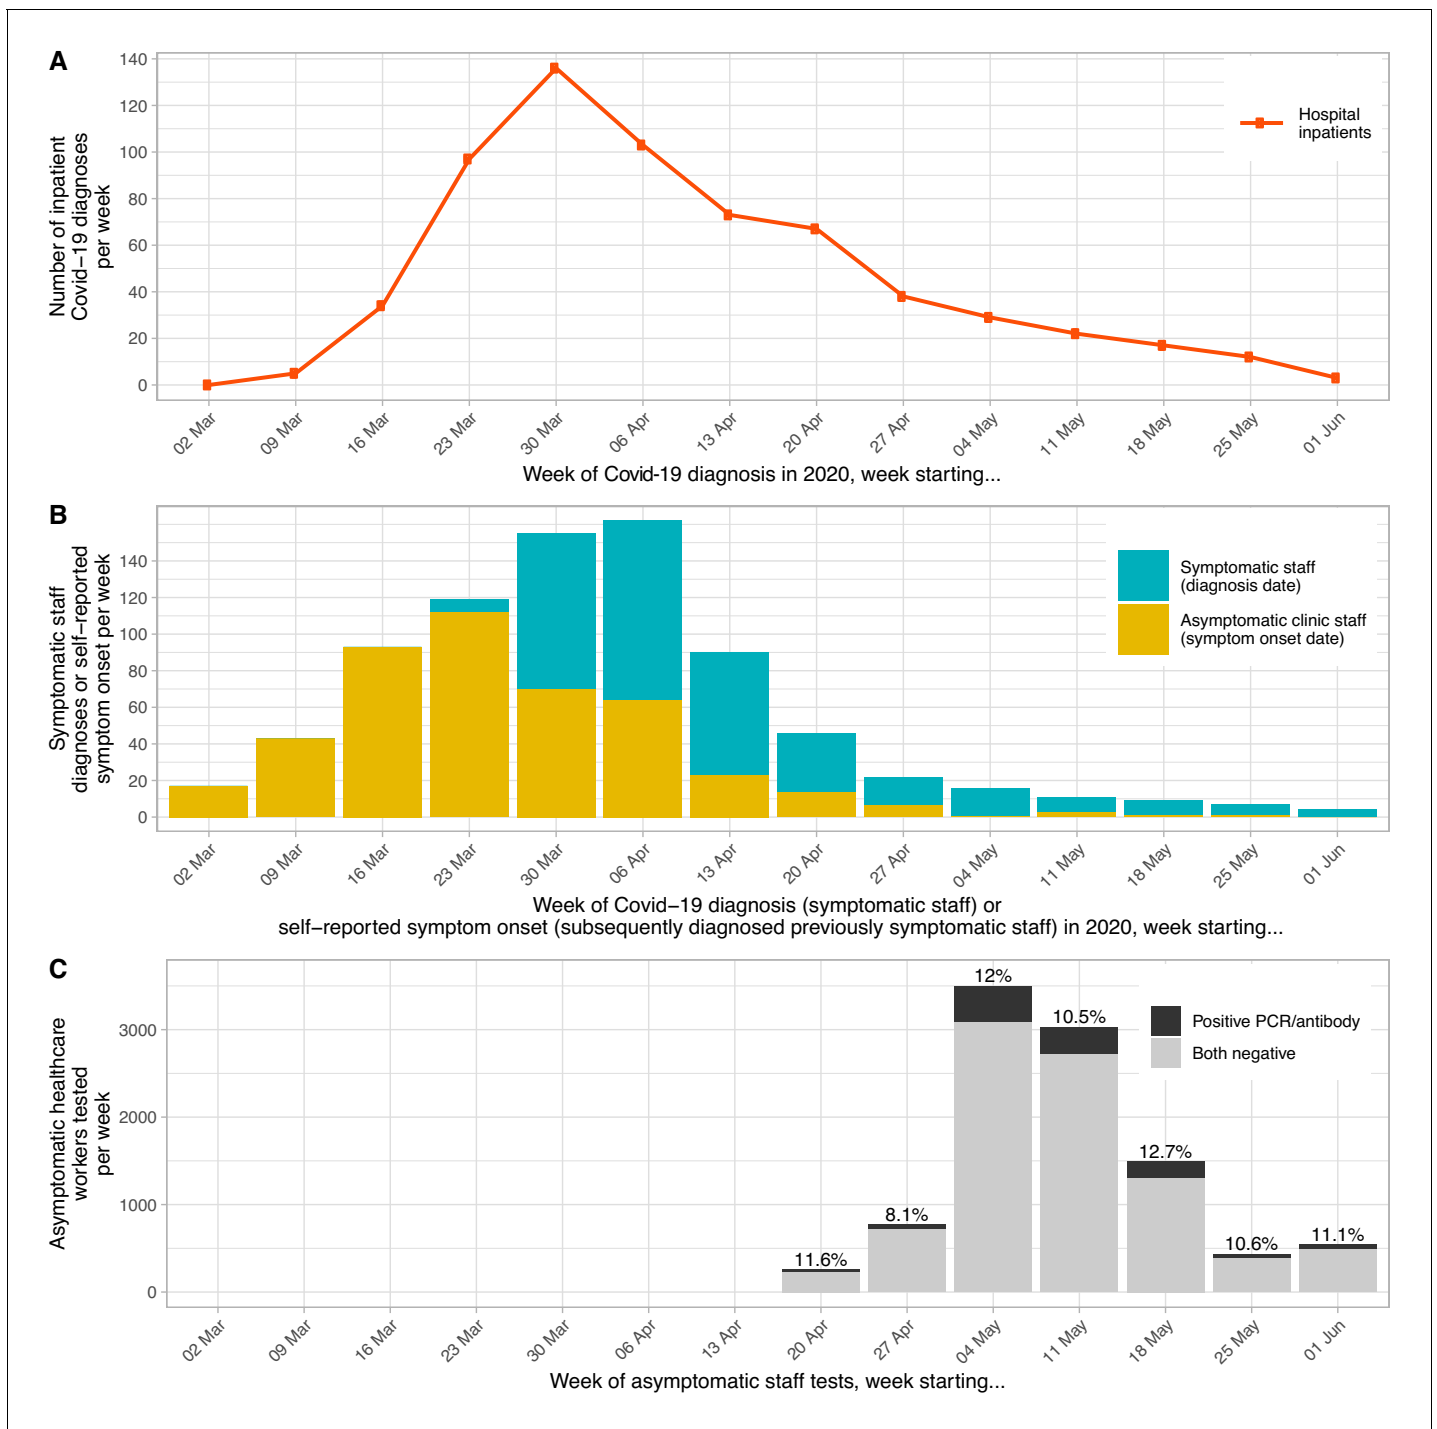 A
140
120
100
80
60
40
20
0
Number of inpatient
Covid−19 diagnoses
per week
Hospital
inpatients
02 Mar
09 Mar
16 Mar
23 Mar
30 Mar
06 Apr
13 Apr
20 Apr
27 Apr
04 May
11 May
18 May
25 May
01 Jun
Week of Covid-19 diagnosis in 2020, week starting...
B
140
120
100
80
60
40
20
0
Symptomatic staff
diagnoses or self−reported
symptom onset per week
Symptomatic staff
(diagnosis date)
Asymptomatic clinic staff
(symptom onset date)
02 Mar
09 Mar
16 Mar
23 Mar
30 Mar
06 Apr
13 Apr
20 Apr
27 Apr
04 May
11 May
18 May
25 May
01 Jun
Week of Covid−19 diagnosis (symptomatic staff) or
self−reported symptom onset (subsequently diagnosed previously symptomatic staff) in 2020, week starting...
C
3000
2000
1000
0
Asymptomatic healthcare
workers tested
per week
11.6%
8.1%
12%
10.5%
12.7%
10.6%
11.1%
Positive PCR/antibody
Both negative
02 Mar
09 Mar
16 Mar
23 Mar
30 Mar
06 Apr
13 Apr
20 Apr
27 Apr
04 May
11 May
18 May
25 May
01 Jun
Week of asymptomatic staff tests, week starting...